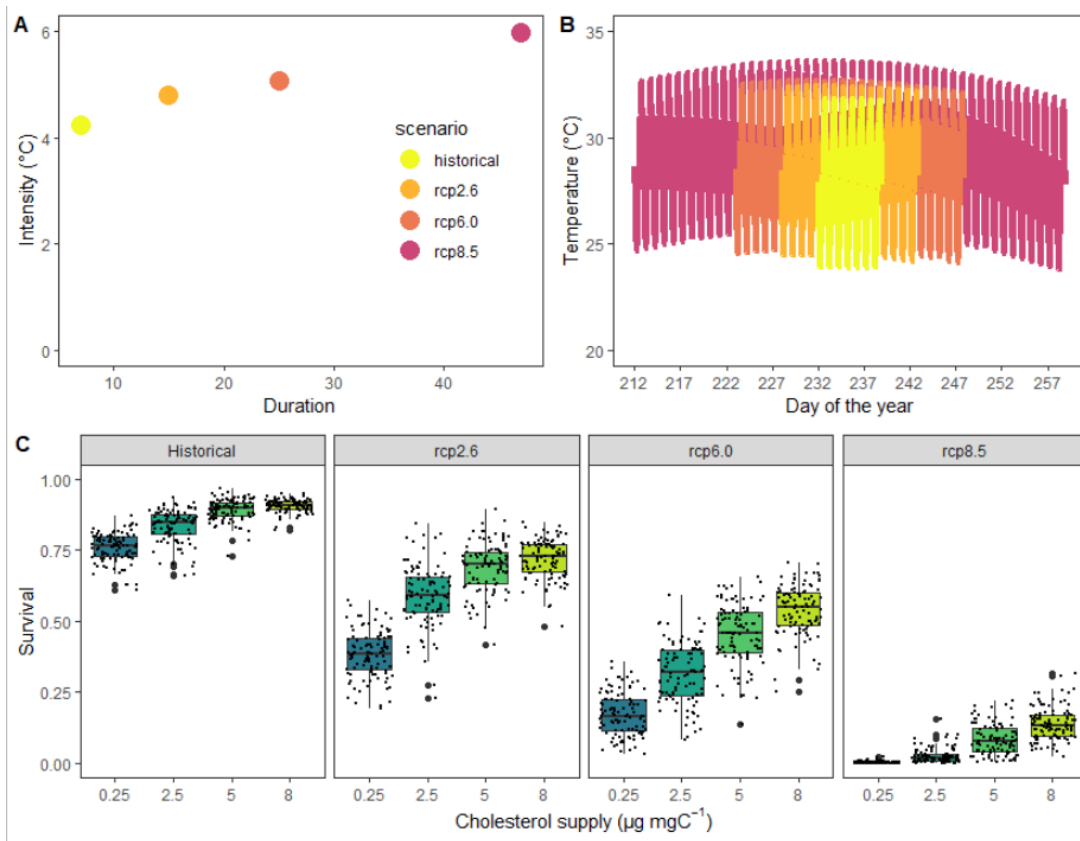 A
Intensity (°C)
6
4
2
0
10 20 30 40
Duration
scenario
historical
rcp2.6
rcp6.0
rcp8.5
B
Temperature (°C)
35
30
25
20
212 217 222 227 232 237 242 247 252 257
Day of the year
C
Historical rcp2.6 rcp6.0 rcp8.5
Survival
1.00
0.75
0.50
0.25
0.00
0.25 2.5 5 8 0.25 2.5 5 8 0.25 2.5 5 8 0.25 2.5 5 8
Cholesterol supply (µg mgC⁻¹)